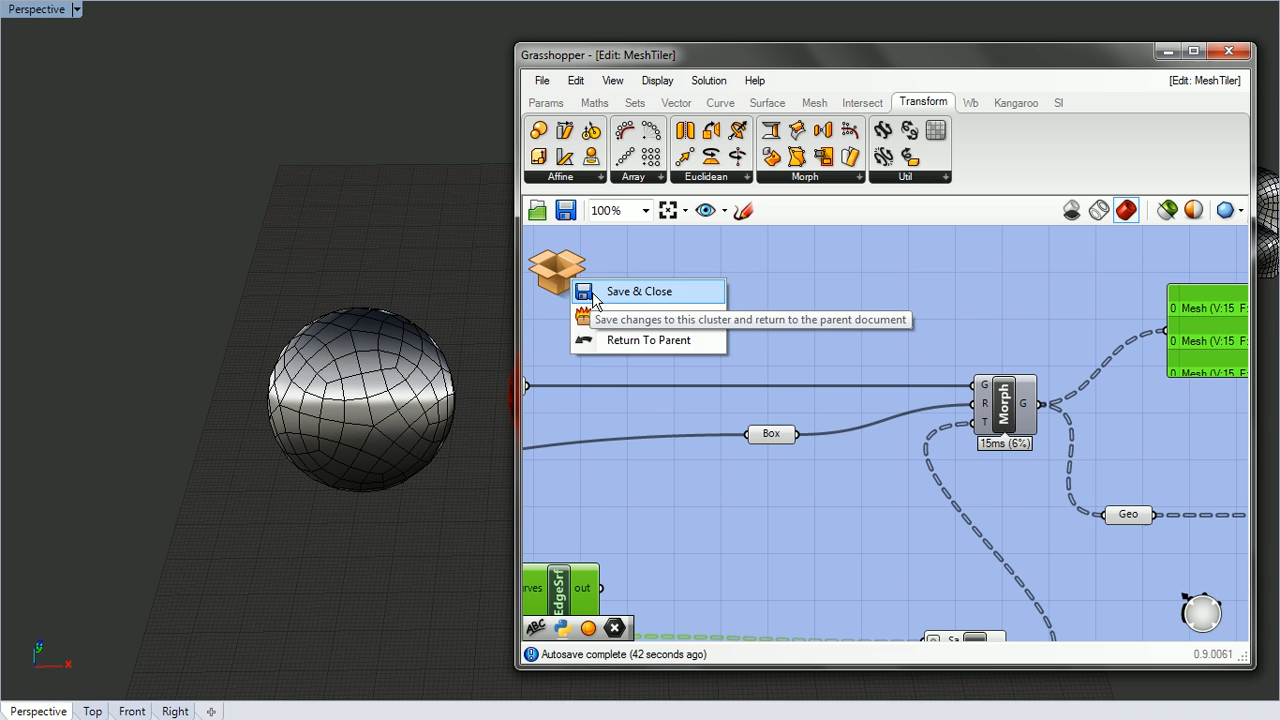 Perspective
Grasshopper - [Edit: MeshTiler]
File Edit View Display Solution Help [Edit: MeshTiler]
Params Maths Sets Vector Curve Surface Mesh Intersect Transform Wb Kangaroo SI
Affine Array Euclidean Morph Util
100%
Save & Close
Save changes to this cluster and return to the parent document
Return To Parent
0 Mesh (V:15 F:
0 Mesh (V:15 F:
0 Mesh (V:15 F:
G
R
T
Morph
G
15ms (6%)
Box
Geo
rves
EdgeSrf
out
ABC
Sa
Autosave complete (42 seconds ago) 0.9.0061
y
x
Perspective Top Front Right